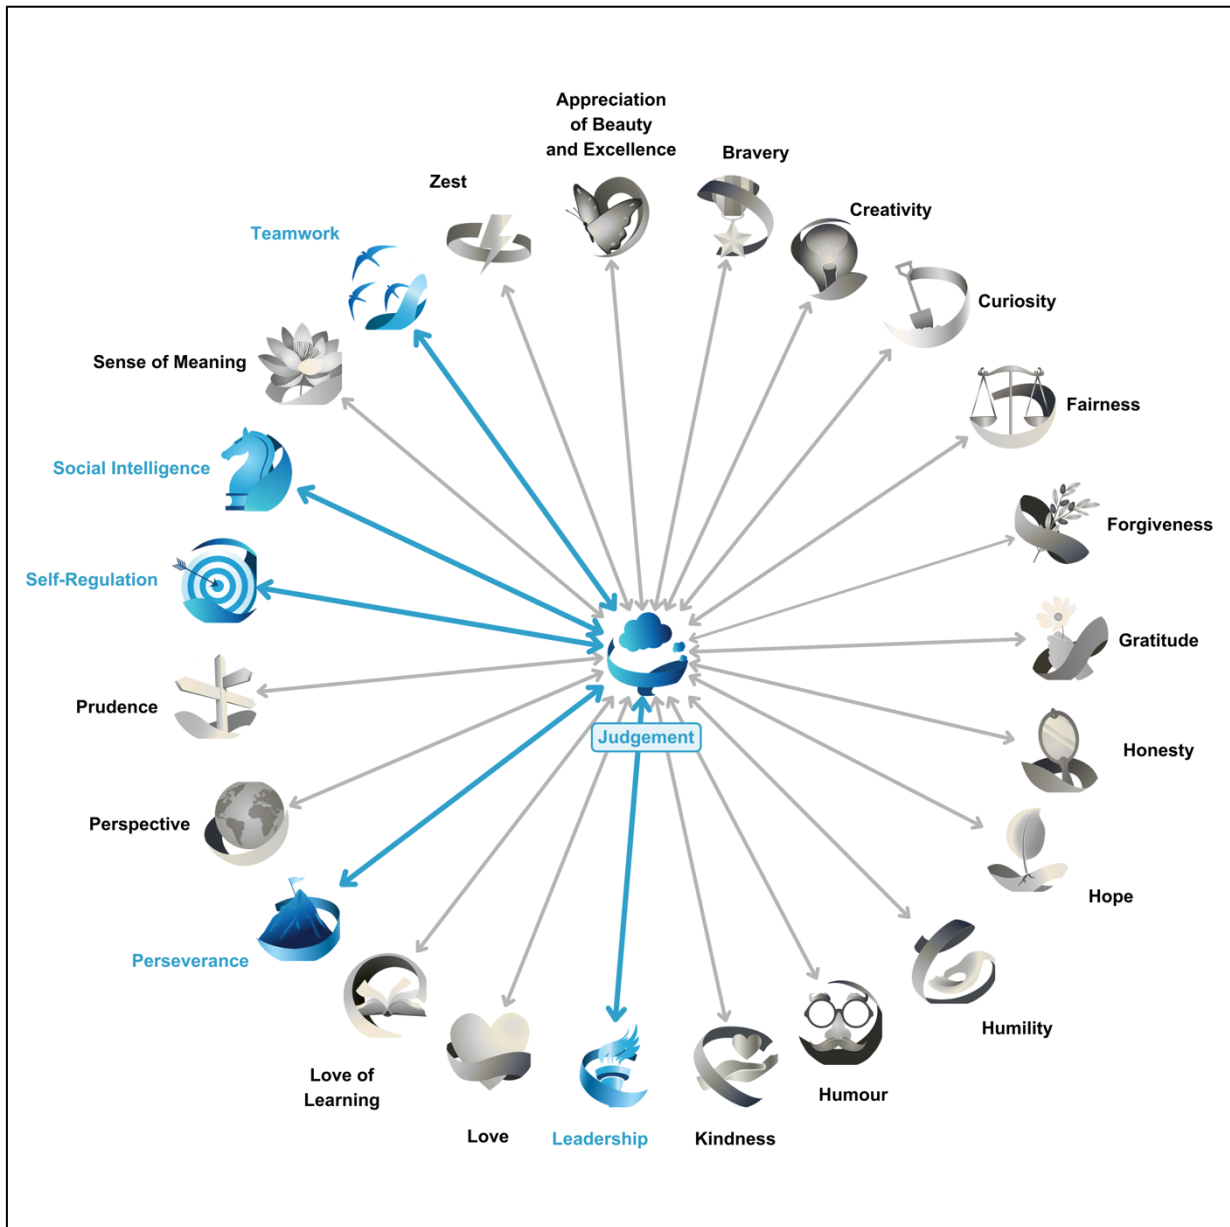 Appreciation
of Beauty
and Excellence
Bravery
Zest
Creativity
Teamwork
Curiosity
Sense of Meaning
Fairness
Social Intelligence
Forgiveness
Self-Regulation
Gratitude
Prudence
Judgement
Honesty
Perspective
Hope
Perseverance
Humility
Love of
Learning
Humour
Love
Leadership
Kindness